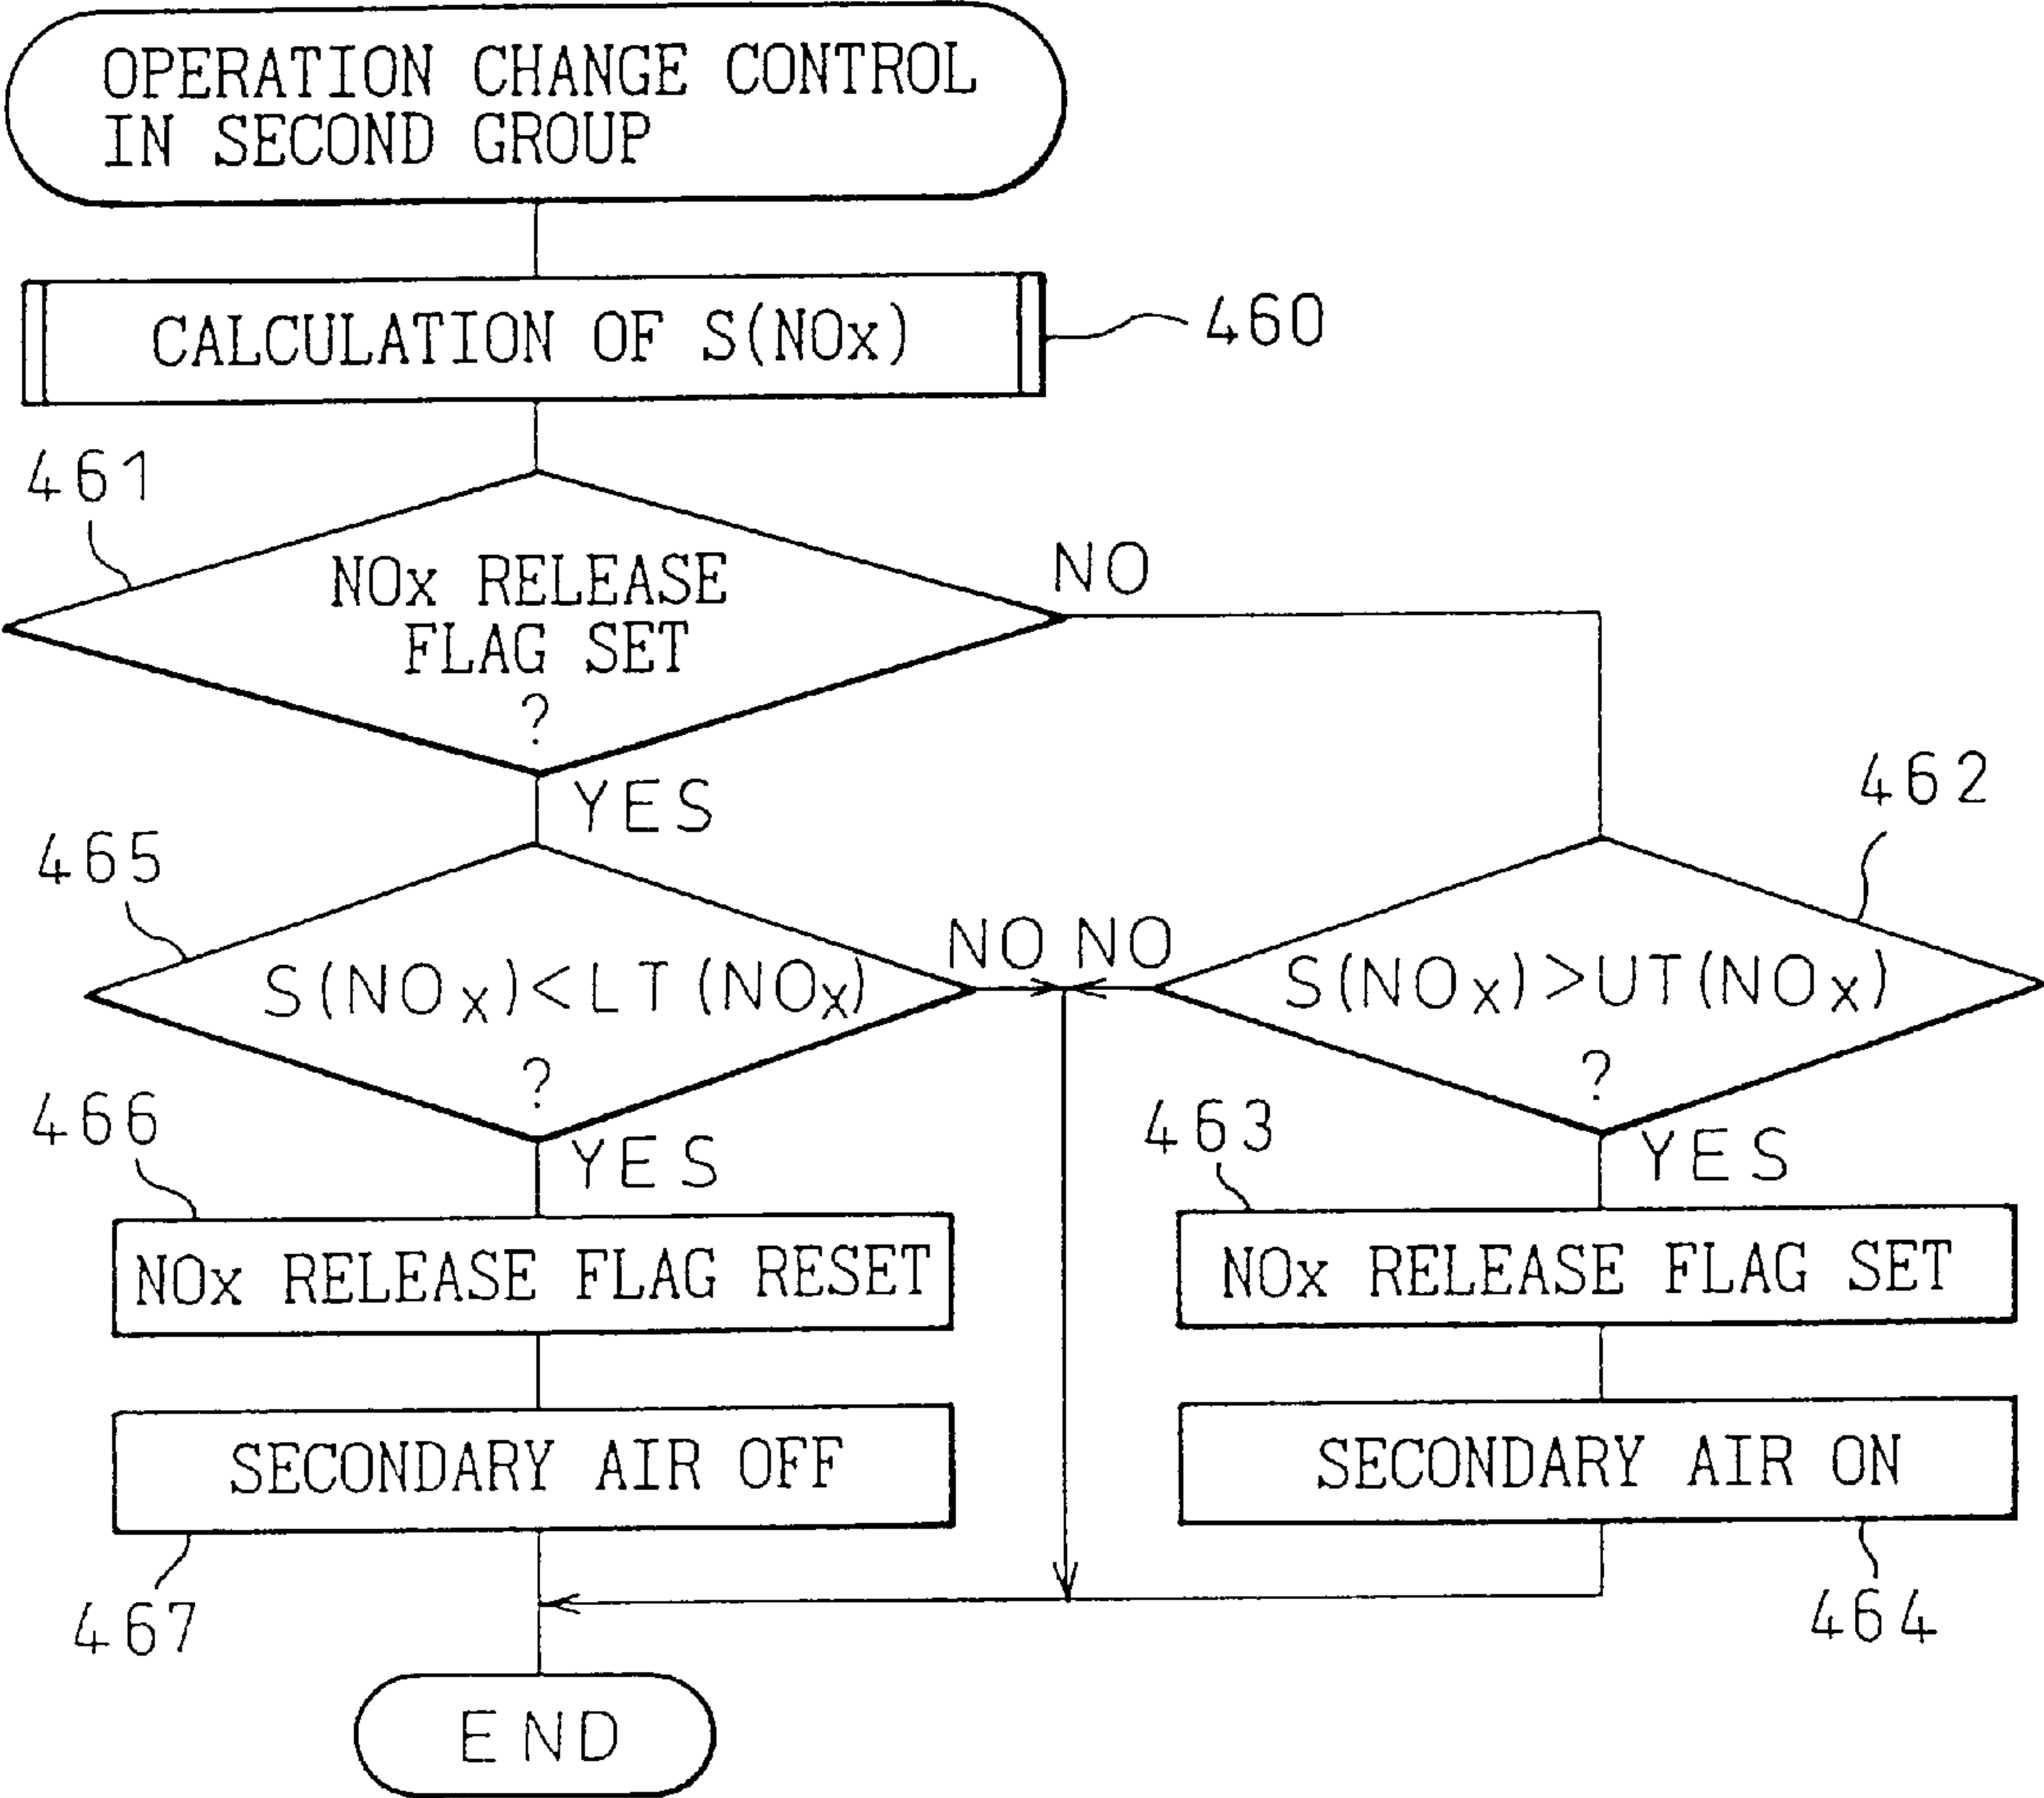 OPERATION CHANGE CONTROL
IN SECOND GROUP
CALCULATION OF S(NOx)
460
461
NOx RELEASE
FLAG SET
?
NO
YES
462
465
S(NOx)<LT(NOx)
?
NO
NO
S(NOx)>UT(NOx)
?
YES
YES
466
NOx RELEASE FLAG RESET
463
NOx RELEASE FLAG SET
SECONDARY AIR OFF
467
SECONDARY AIR ON
464
END